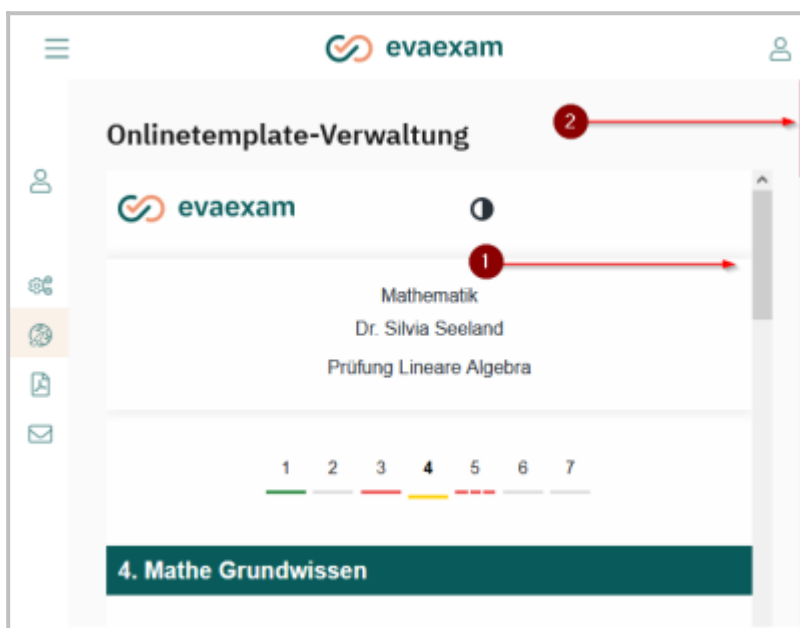 evaexam
Onlinetemplate-Verwaltung
2
evaexam
1
Mathematik
Dr. Silvia Seeland
Prüfung Lineare Algebra
1 2 3 4 5 6 7
4. Mathe Grundwissen